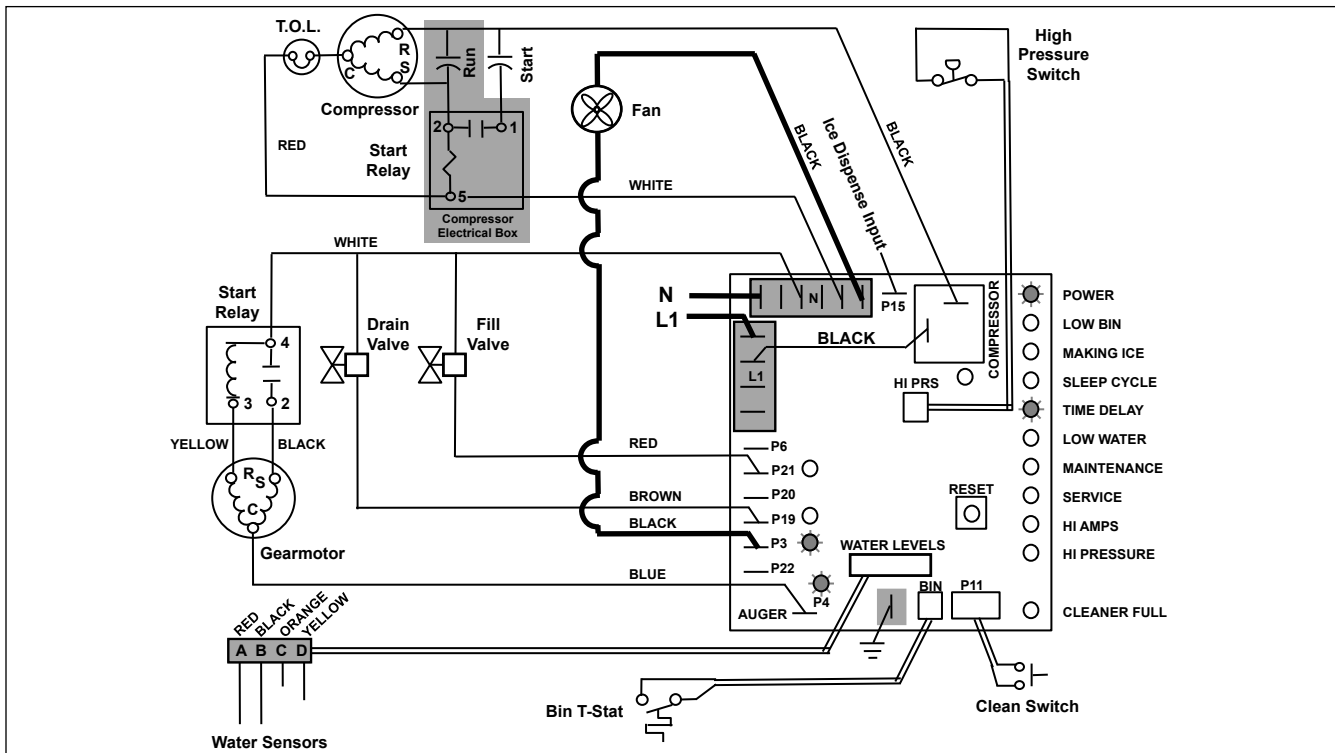 T.O.L.
R
S
C
Compressor
Run
Start
2
1
Start
Relay
5
Compressor
Electrical Box
RED
WHITE
Fan
BLACK
Ice Dispense Input
BLACK
High
Pressure
Switch
WHITE
Start
Relay
4
3
2
YELLOW
BLACK
R
S
C
Gearmotor
Drain
Valve
Fill
Valve
N
L1
N
P15
L1
BLACK
COMPRESSOR
HI PRS
POWER
LOW BIN
MAKING ICE
SLEEP CYCLE
TIME DELAY
LOW WATER
MAINTENANCE
SERVICE
HI AMPS
HI PRESSURE
CLEANER FULL
RED
P6
P21
P20
BROWN
P19
BLACK
P3
P22
BLUE
P4
AUGER
RESET
WATER LEVELS
BIN
P11
RED
BLACK
ORANGE
YELLOW
A B C D
Water Sensors
Bin T-Stat
Clean Switch